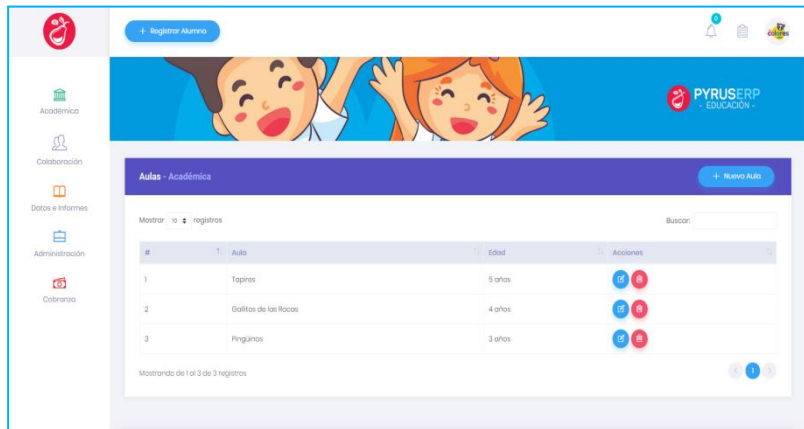 + Registrar Alumno
0
colores
PYRUSERP
- EDUCACIÓN -
Académica
Colaboración
Datos e Informes
Administración
Cobranza
Aulas - Académica
+ Nuevo Aula
Mostrar 10 registros
Buscar:
# Aula Edad Acciones
1 Tapiros 5 años
2 Gallitos de las Rocas 4 años
3 Pingüinos 3 años
Mostrando de 1 al 3 de 3 registros
1